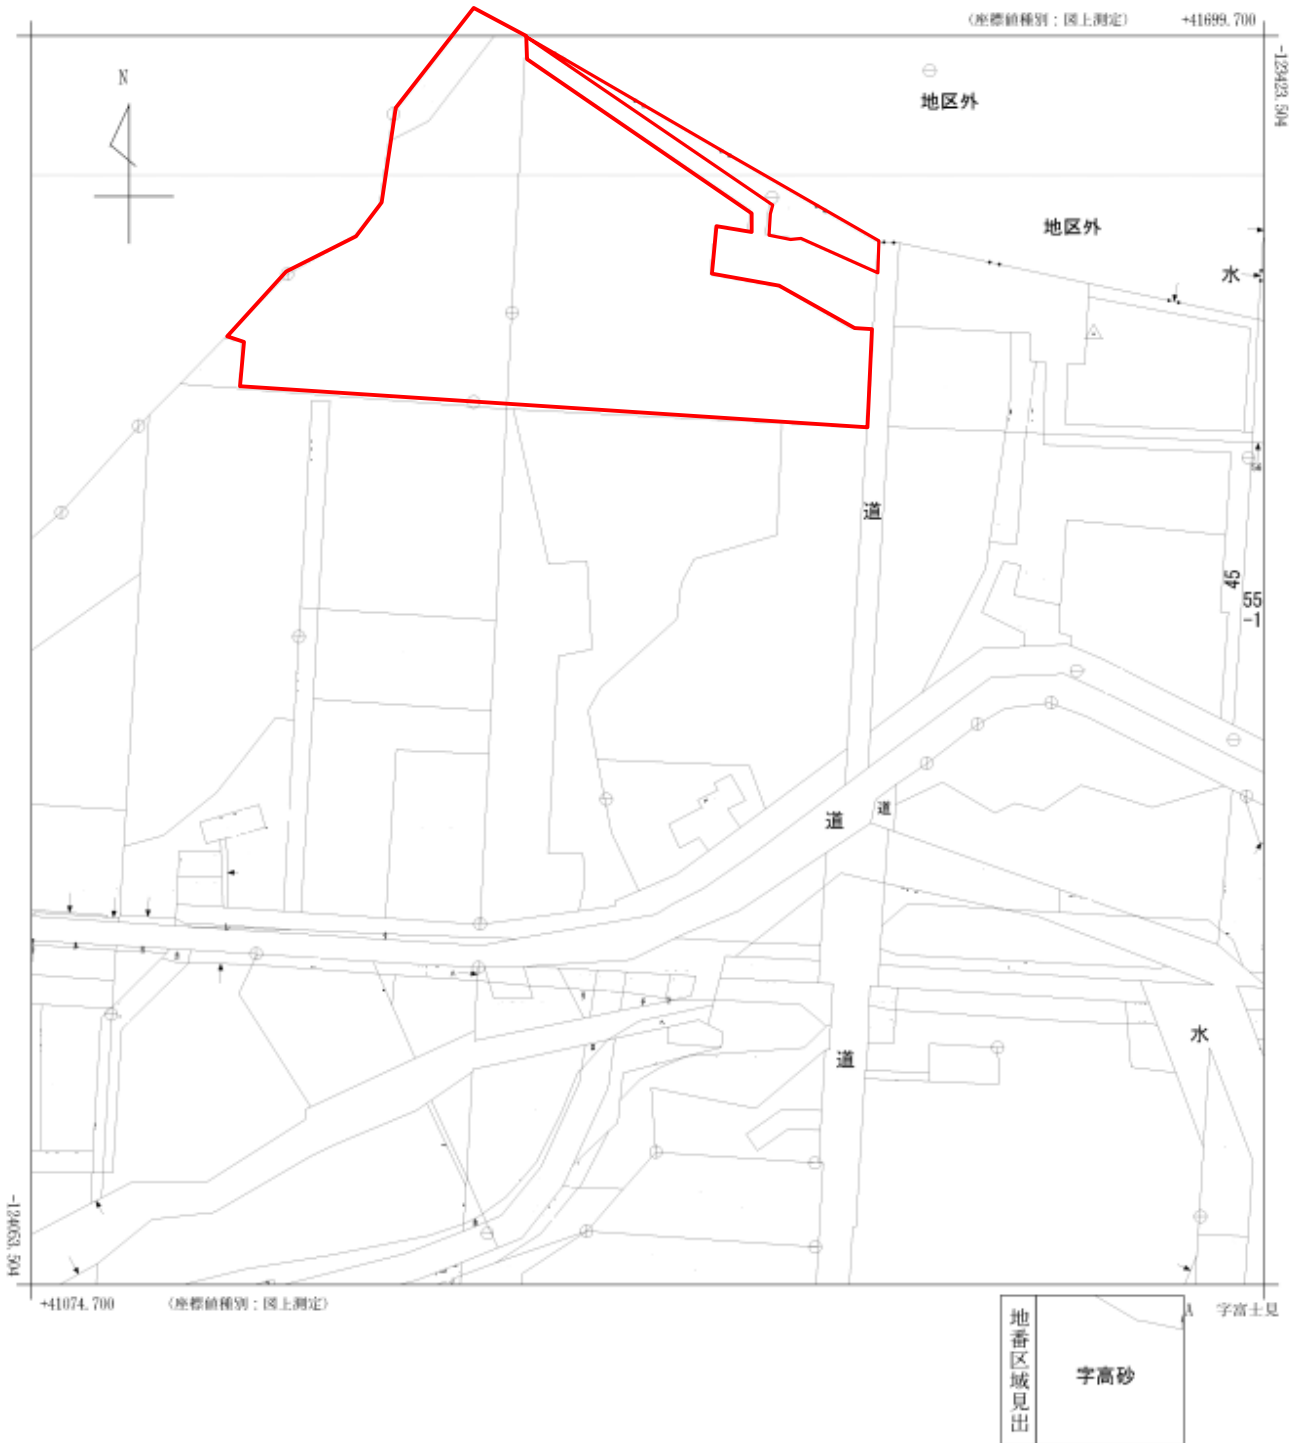 (座標値種別:図上測定)
+41699.700
-123423.504
N
地区外
地区外
水
道
45
55
-1
道
道
水
道
-124053.504
+41074.700
(座標値種別:図上測定)
A
字富士見
地番区域見出
字高砂